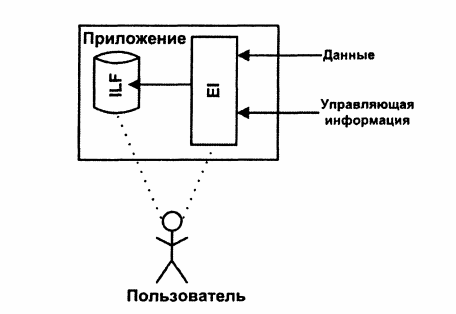 Приложение
ILF
EI
Данные
Управляющая
информация
Пользователь